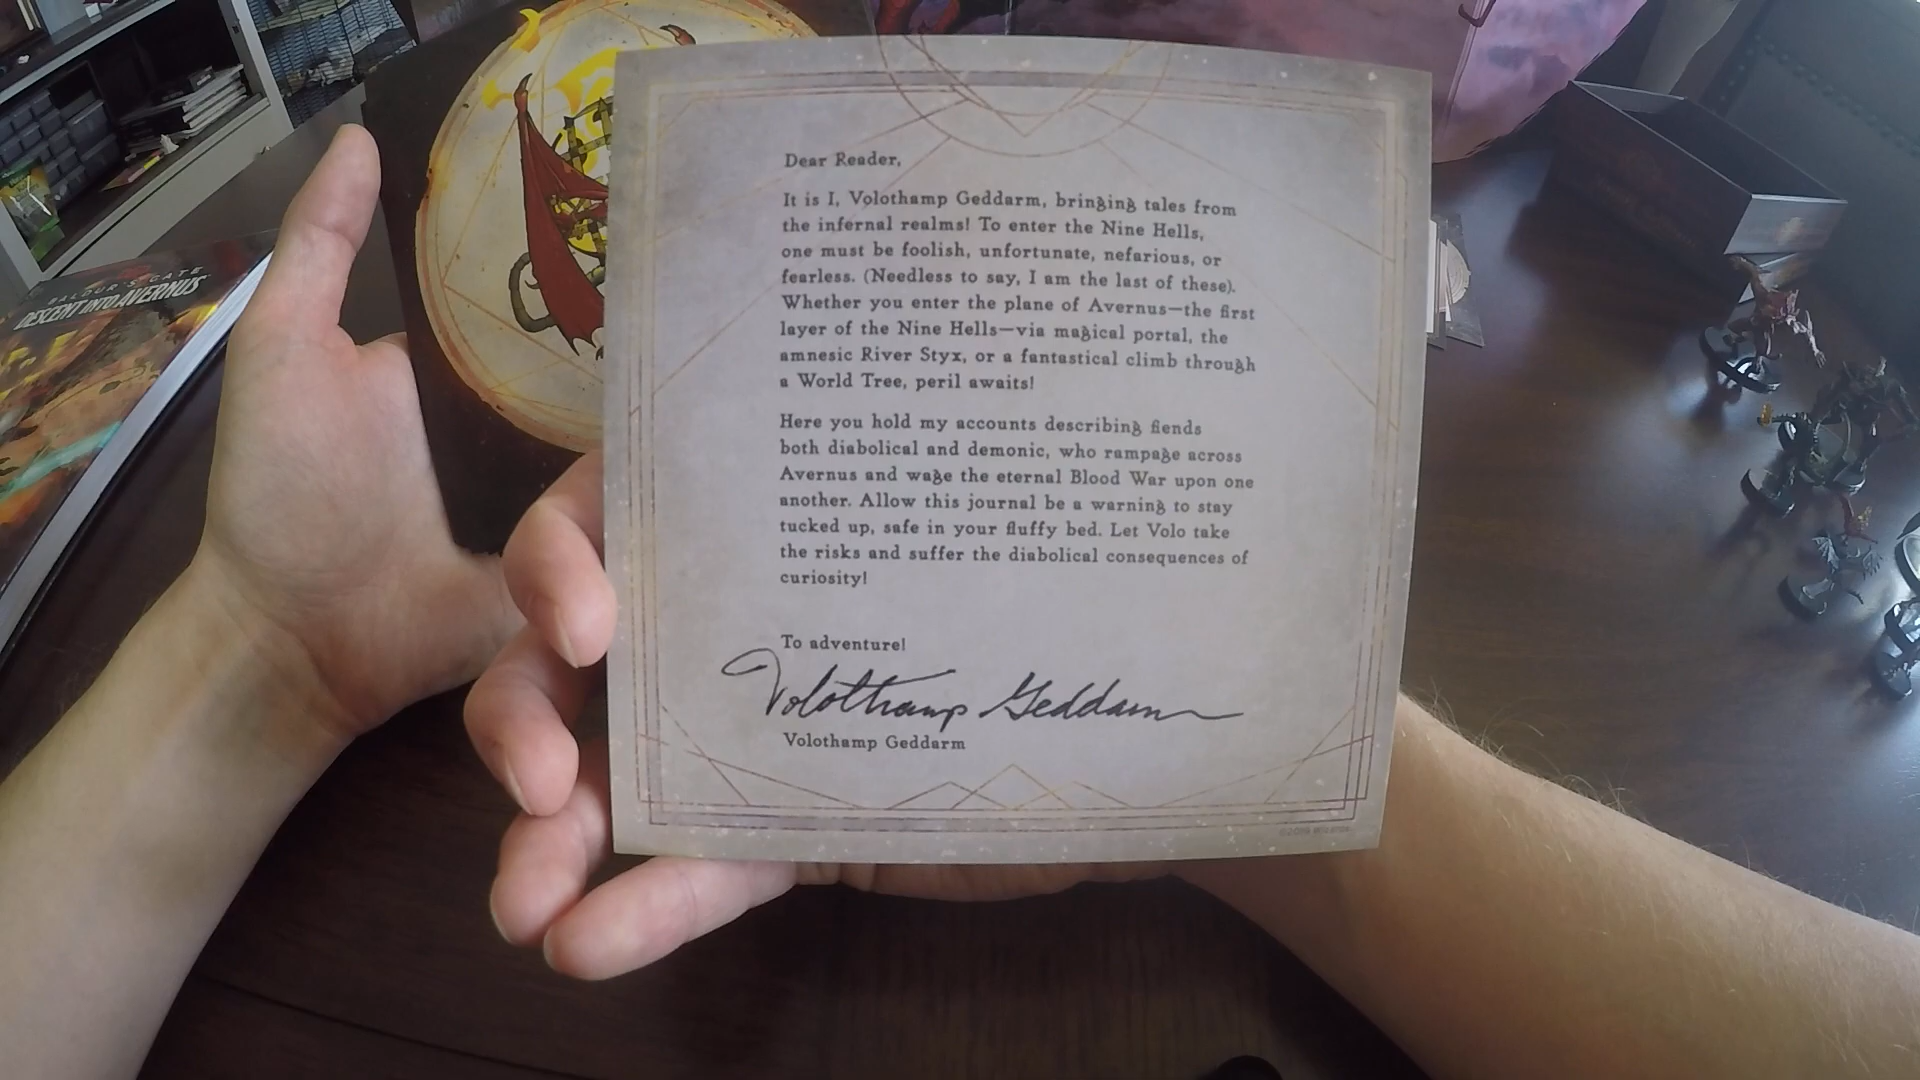 BALDUR'S GATE
DESCENT INTO AVERNUS
Dear Reader,
It is I, Volothamp Geddarm, bringing tales from
the infernal realms! To enter the Nine Hells,
one must be foolish, unfortunate, nefarious, or
fearless. (Needless to say, I am the last of these).
Whether you enter the plane of Avernus—the first
layer of the Nine Hells—via magical portal, the
amnesic River Styx, or a fantastical climb through
a World Tree, peril awaits!
Here you hold my accounts describing fiends
both diabolical and demonic, who rampage across
Avernus and wage the eternal Blood War upon one
another. Allow this journal be a warning to stay
tucked up, safe in your fluffy bed. Let Volo take
the risks and suffer the diabolical consequences of
curiosity!
To adventure!
Volothamp Geddarm
Volothamp Geddarm